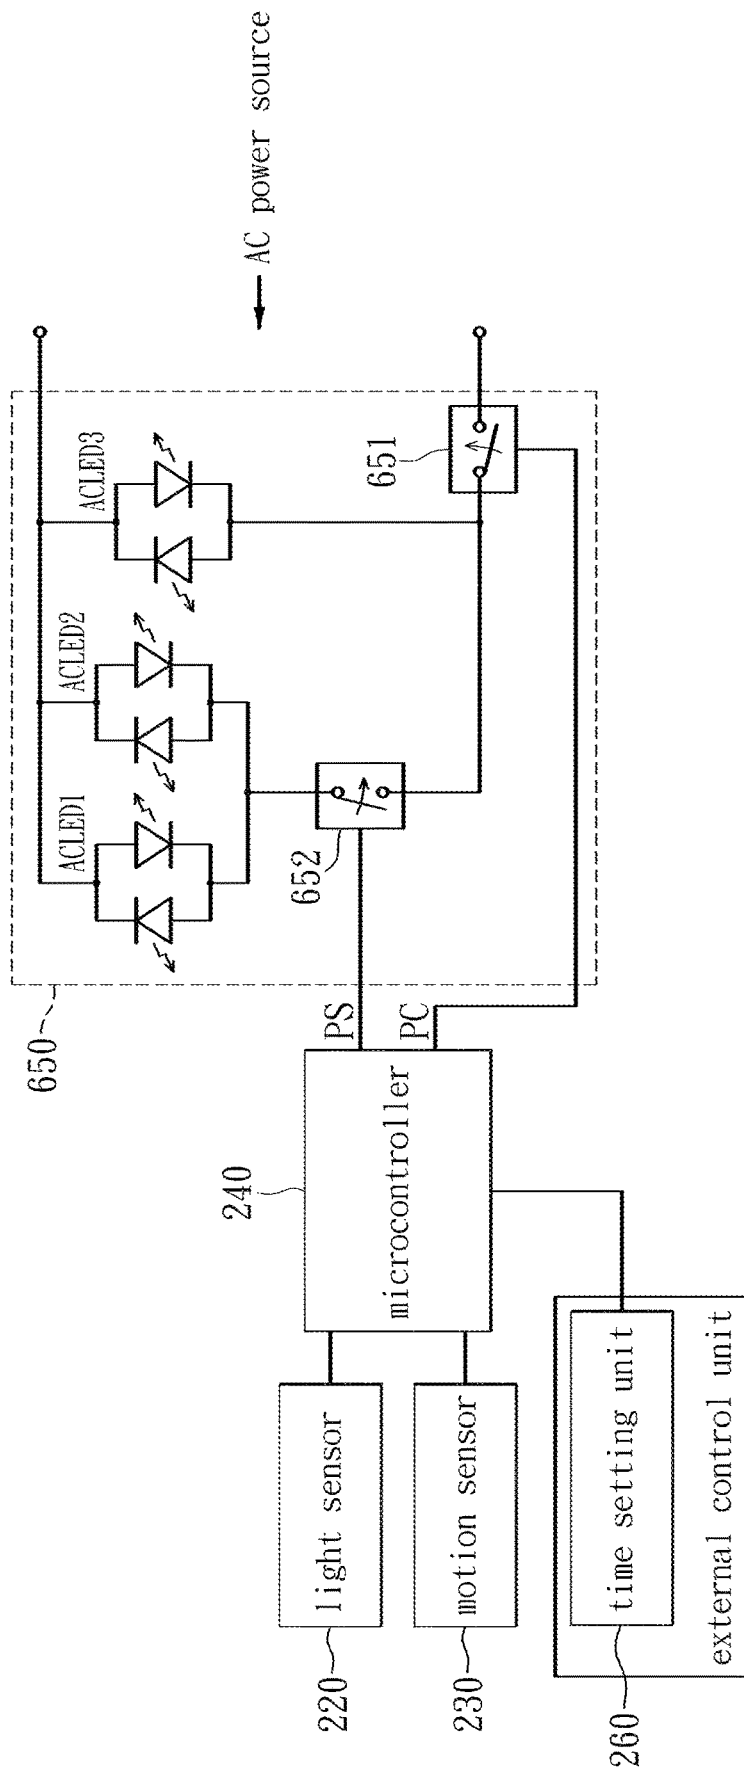 650
ACLED1
ACLED2
ACLED3
AC power source
652
651
PS
PC
240
microcontroller
220
light sensor
230
motion sensor
260
time setting unit
external control unit